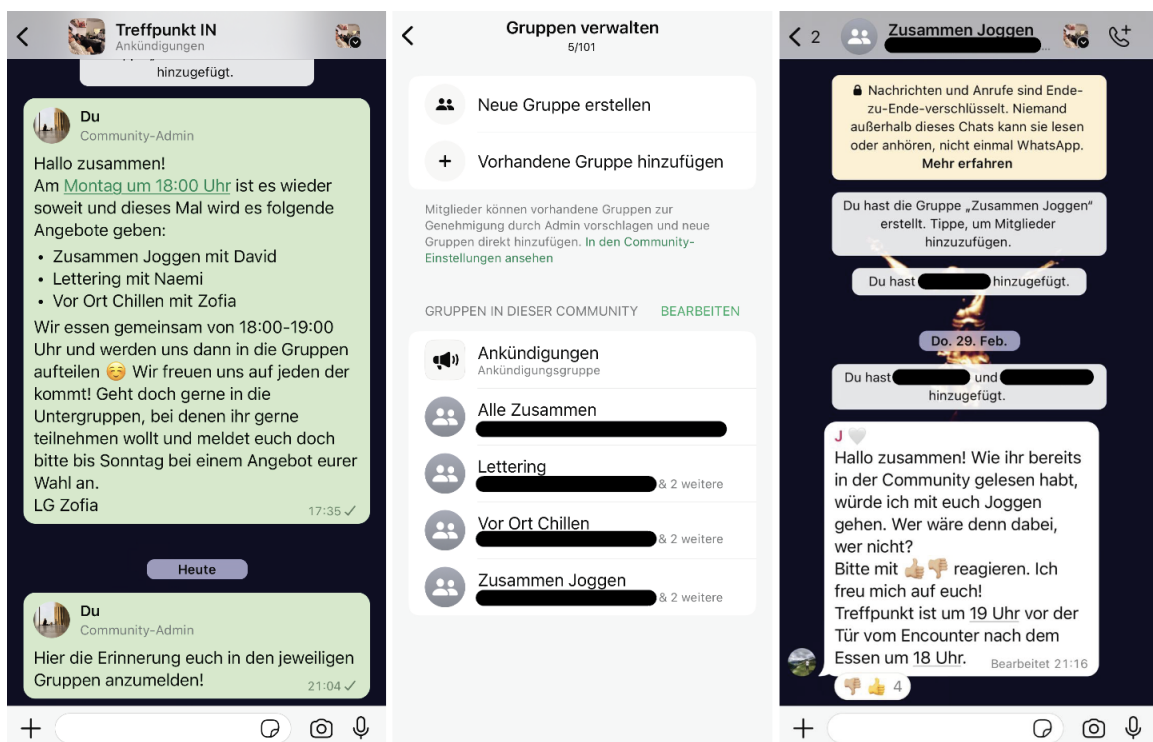 Treffpunkt IN
Ankündigungen
hinzugefügt.
Du
Community-Admin
Hallo zusammen!
Am Montag um 18:00 Uhr ist es wieder
soweit und dieses Mal wird es folgende
Angebote geben:
• Zusammen Joggen mit David
• Lettering mit Naemi
• Vor Ort Chillen mit Zofia
Wir essen gemeinsam von 18:00-19:00
Uhr und werden uns dann in die Gruppen
aufteilen ☺️ Wir freuen uns auf jeden der
kommt! Geht doch gerne in die
Untergruppen, bei denen ihr gerne
teilnehmen wollt und meldet euch doch
bitte bis Sonntag bei einem Angebot eurer
Wahl an.
LG Zofia
17:35 ✓
Heute
Du
Community-Admin
Hier die Erinnerung euch in den jeweiligen
Gruppen anzumelden!
21:04 ✓
Gruppen verwalten
5/101
Neue Gruppe erstellen
Vorhandene Gruppe hinzufügen
Mitglieder können vorhandene Gruppen zur
Genehmigung durch Admin vorschlagen und neue
Gruppen direkt hinzufügen. In den Community-
Einstellungen ansehen
GRUPPEN IN DIESER COMMUNITY BEARBEITEN
Ankündigungen
Ankündigungsgruppe
Alle Zusammen
Lettering
& 2 weitere
Vor Ort Chillen
& 2 weitere
Zusammen Joggen
& 2 weitere
2 Zusammen Joggen
Nachrichten und Anrufe sind Ende-
zu-Ende-verschlüsselt. Niemand
außerhalb dieses Chats kann sie lesen
oder anhören, nicht einmal WhatsApp.
Mehr erfahren
Du hast die Gruppe „Zusammen Joggen“
erstellt. Tippe, um Mitglieder
hinzuzufügen.
Du hast hinzugefügt.
Do. 29. Feb.
Du hast und
hinzugefügt.
J 🤍
Hallo zusammen! Wie ihr bereits
in der Community gelesen habt,
würde ich mit euch Joggen
gehen. Wer wäre denn dabei,
wer nicht?
Bitte mit 👍🏼👎🏼 reagieren. Ich
freu mich auf euch!
Treffpunkt ist um 19 Uhr vor der
Tür vom Encounter nach dem
Essen um 18 Uhr.
Bearbeitet 21:16
👎🏼 👍 4